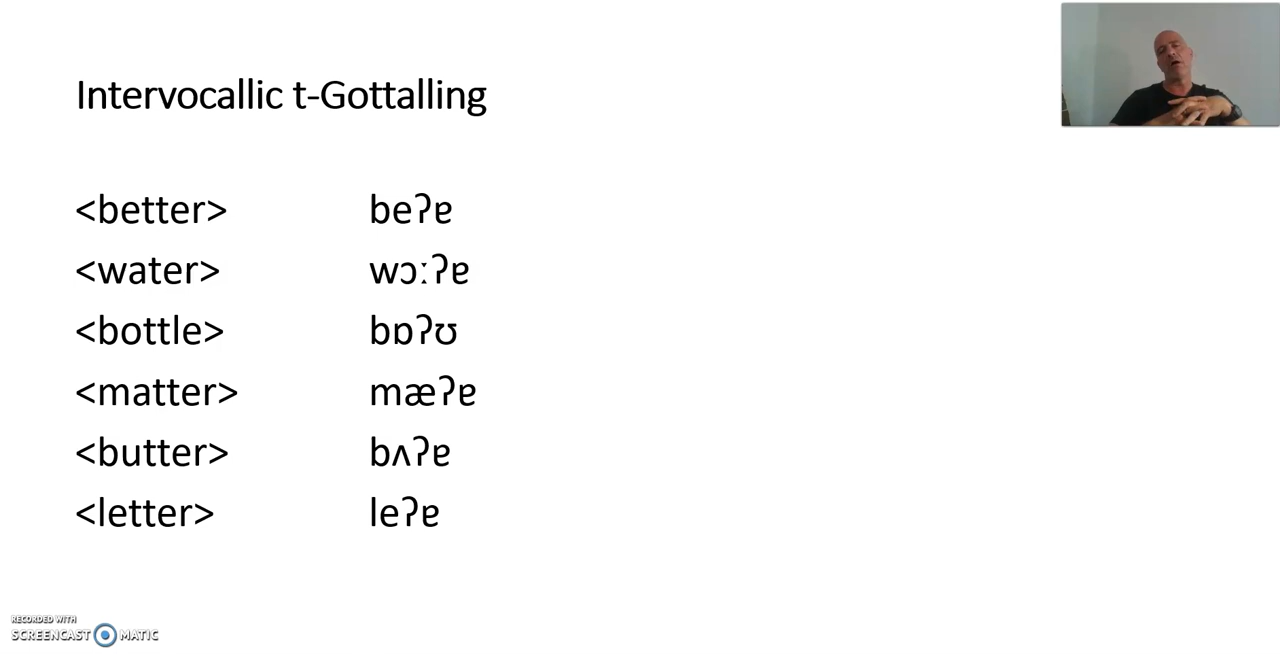 Intervocallic t-Gottalling
<better> beʔɐ
<water> wɔːʔɐ
<bottle> bɒʔʊ
<matter> mæʔɐ
<butter> bʌʔɐ
<letter> leʔɐ
RECORDED WITH
SCREENCAST MATIC